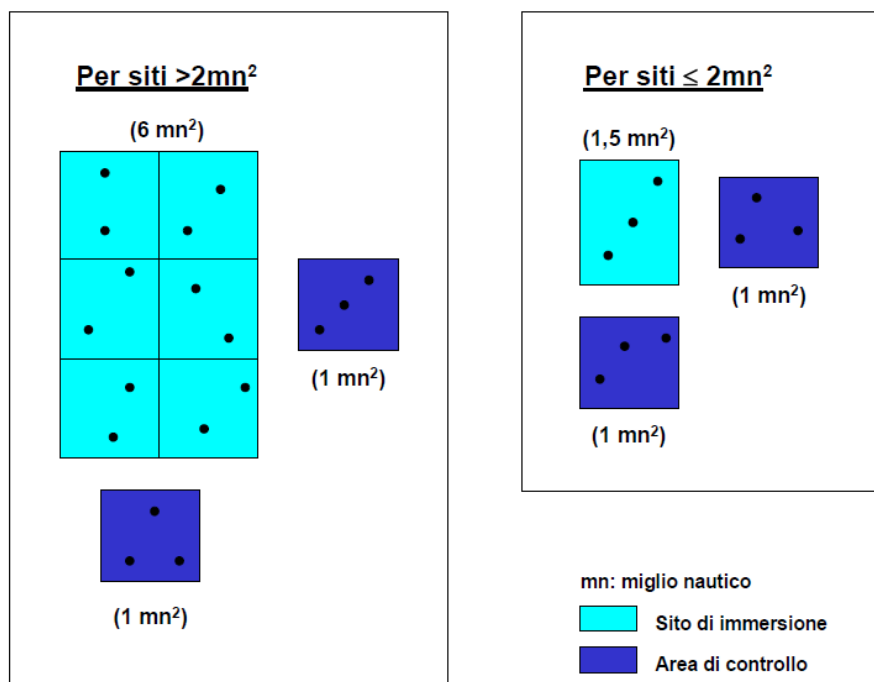 Per siti >2mn²
(6 mn²)
(1 mn²)
(1 mn²)
Per siti ≤ 2mn²
(1,5 mn²)
(1 mn²)
(1 mn²)
mn: miglio nautico
Sito di immersione
Area di controllo